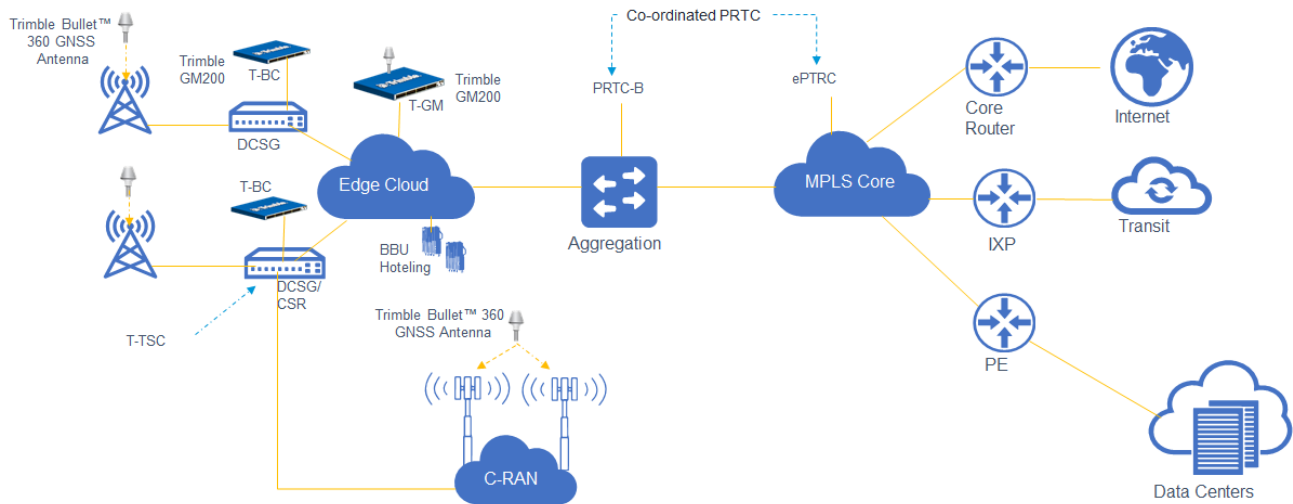 Co-ordinated PRTC
Trimble Bullet™
360 GNSS
Antenna
Trimble
GM200
T-BC
T-GM
Trimble
GM200
PRTC-B
ePTRC
DCSG
Core
Router
Internet
Edge Cloud
MPLS Core
T-BC
Aggregation
IXP
Transit
BBU
Hoteling
DCSG/
CSR
T-TSC
Trimble Bullet™ 360
GNSS Antenna
PE
C-RAN
Data Centers